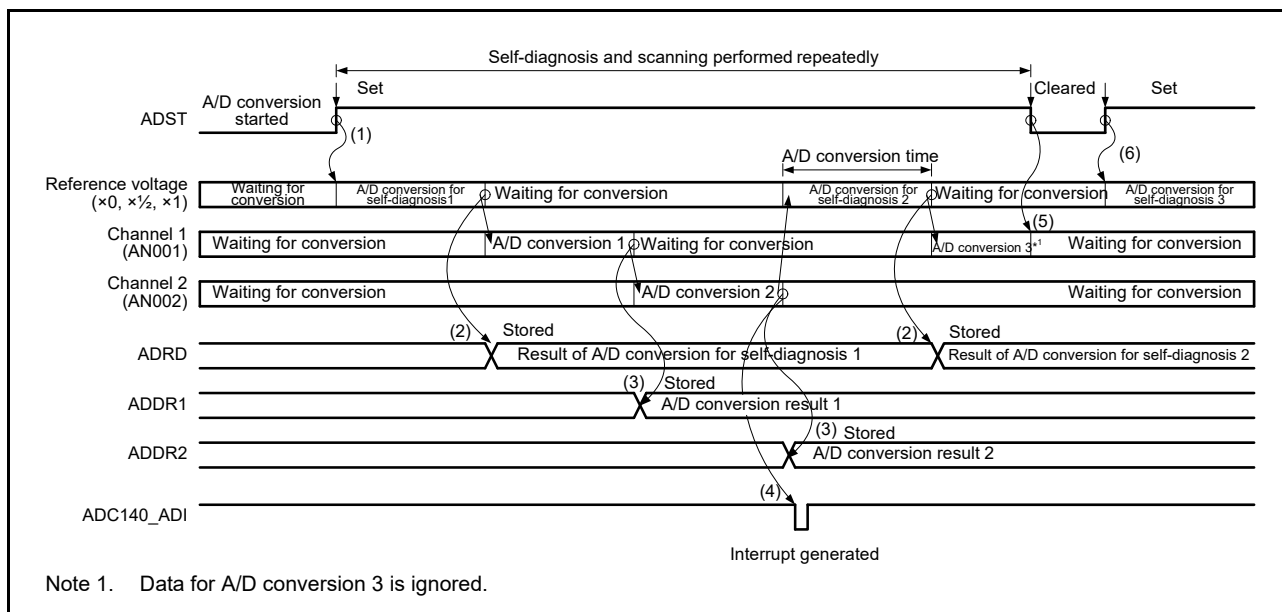 Self-diagnosis and scanning performed repeatedly
Set
Cleared
Set
A/D conversion
started
ADST
(1)
(6)
A/D conversion time
Reference voltage
(×0, ×½, ×1)
Waiting for
conversion
A/D conversion for
self-diagnosis1
Waiting for conversion
A/D conversion for
self-diagnosis 2
Waiting for conversion
A/D conversion for
self-diagnosis 3
(5)
Channel 1
(AN001)
Waiting for conversion
A/D conversion 1
Waiting for conversion
A/D conversion 3*1
Waiting for conversion
Channel 2
(AN002)
Waiting for conversion
A/D conversion 2
Waiting for conversion
(2)
Stored
(2)
Stored
ADRD
Result of A/D conversion for self-diagnosis 1
Result of A/D conversion for self-diagnosis 2
(3)
Stored
ADDR1
A/D conversion result 1
(3)
Stored
ADDR2
A/D conversion result 2
(4)
ADC140_ADI
Interrupt generated
Note 1. Data for A/D conversion 3 is ignored.